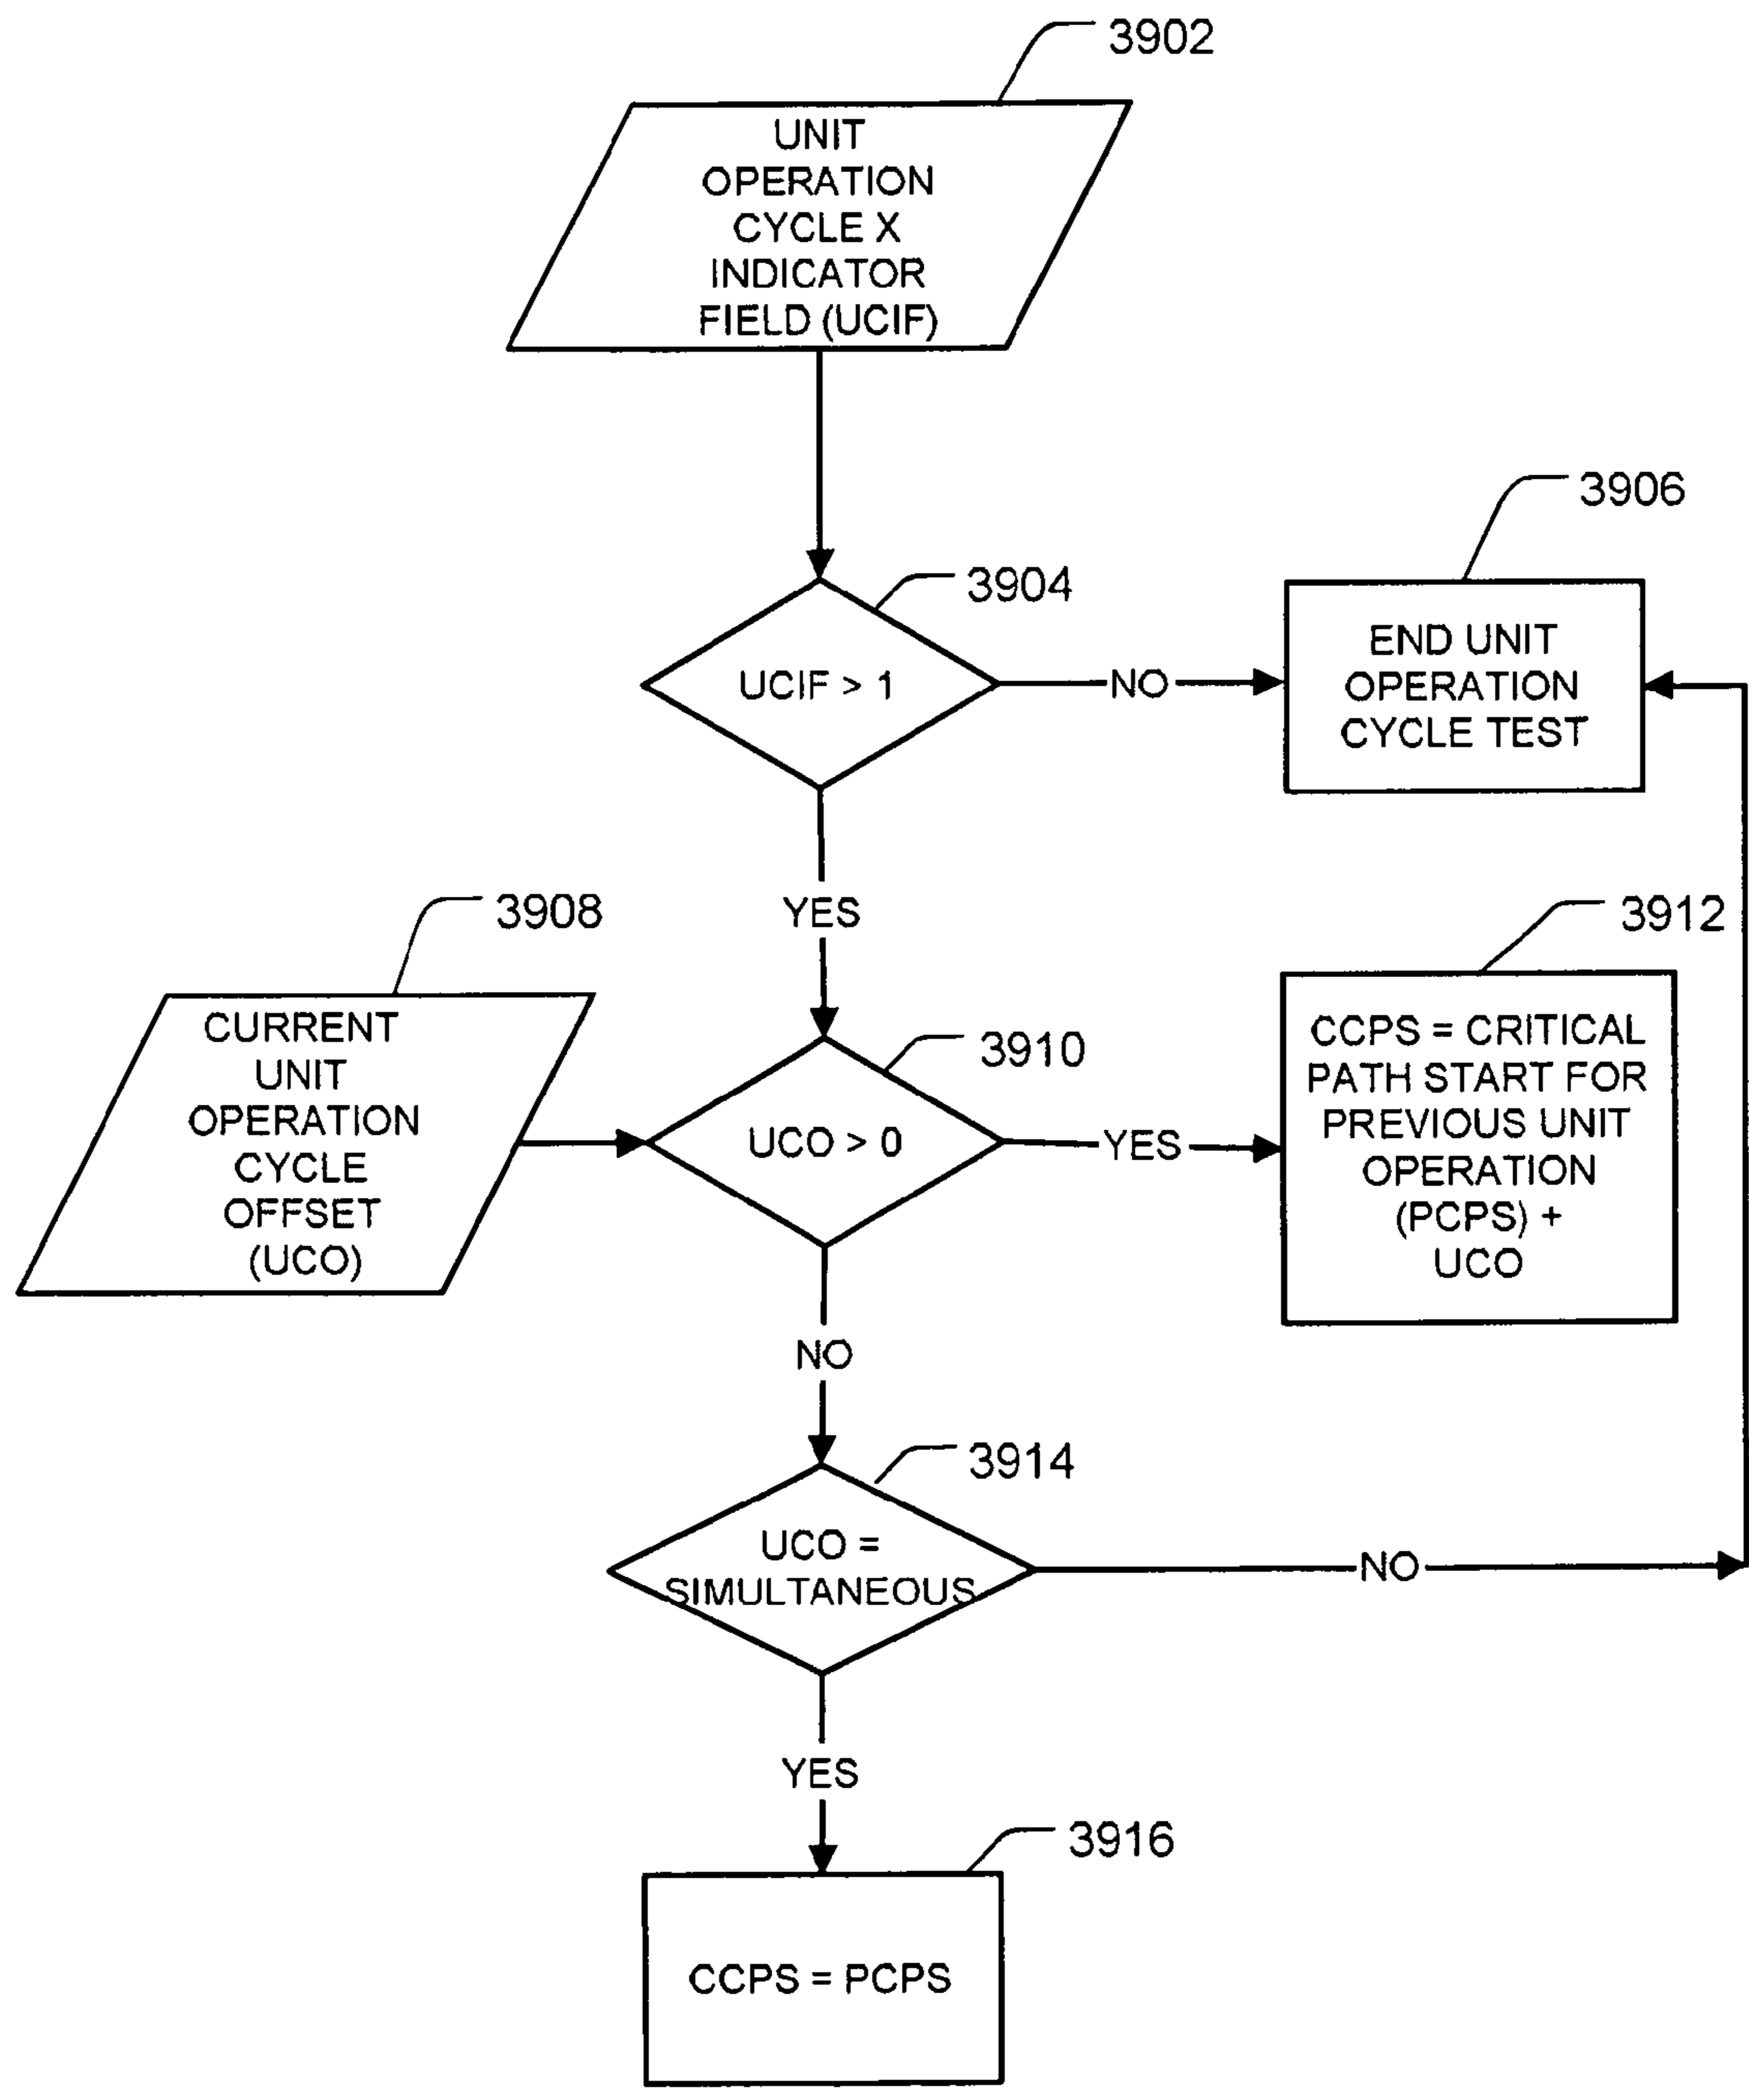 3902
UNIT
OPERATION
CYCLE X
INDICATOR
FIELD (UCIF)
3906
3904
UCIF > 1
NO
END UNIT
OPERATION
CYCLE TEST
YES
3908
3912
CURRENT
UNIT
OPERATION
CYCLE
OFFSET
(UCO)
3910
UCO > 0
YES
CCPS = CRITICAL
PATH START FOR
PREVIOUS UNIT
OPERATION
(PCPS) +
UCO
NO
3914
UCO =
SIMULTANEOUS
NO
YES
3916
CCPS = PCPS